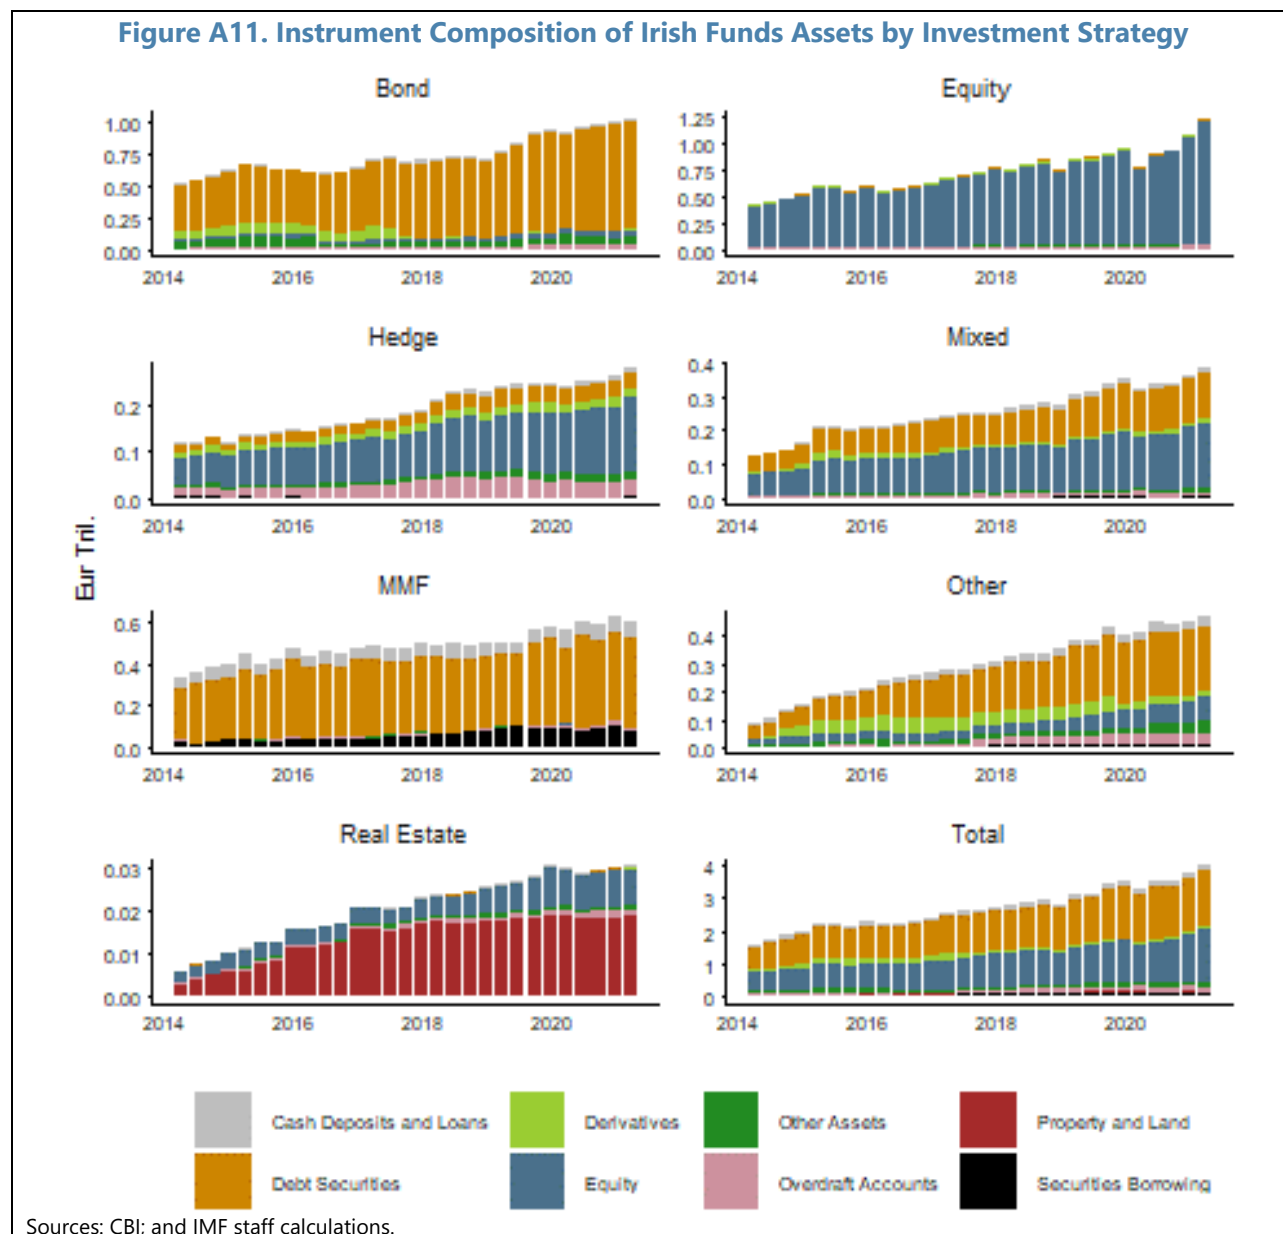 Figure A11. Instrument Composition of Irish Funds Assets by Investment Strategy
Bond
1.00
0.75
0.50
0.25
0.00
2014 2016 2018 2020
Equity
1.25
1.00
0.75
0.50
0.25
0.00
2014 2016 2018 2020
Hedge
0.2
0.1
0.0
2014 2016 2018 2020
Mixed
0.4
0.3
0.2
0.1
0.0
2014 2016 2018 2020
Eur Tril.
MMF
0.6
0.4
0.2
0.0
2014 2016 2018 2020
Other
0.4
0.3
0.2
0.1
0.0
2014 2016 2018 2020
Real Estate
0.03
0.02
0.01
0.00
2014 2016 2018 2020
Total
4
3
2
1
0
2014 2016 2018 2020
Cash Deposits and Loans Derivatives Other Assets Property and Land
Debt Securities Equity Overdraft Accounts Securities Borrowing
Sources: CBI; and IMF staff calculations.